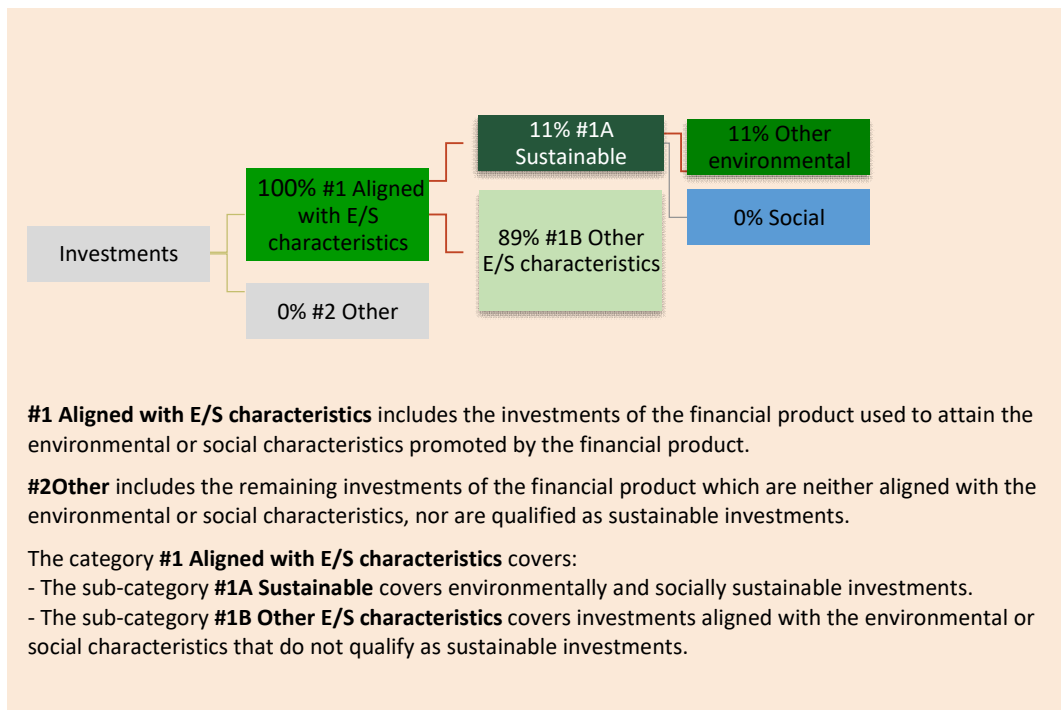 11% #1A
Sustainable
11% Other
environmental
100% #1 Aligned
with E/S
characteristics
0% Social
89% #1B Other
E/S characteristics
Investments
0% #2 Other
#1 Aligned with E/S characteristics includes the investments of the financial product used to attain the
environmental or social characteristics promoted by the financial product.
#2Other includes the remaining investments of the financial product which are neither aligned with the
environmental or social characteristics, nor are qualified as sustainable investments.
The category #1 Aligned with E/S characteristics covers:
- The sub-category #1A Sustainable covers environmentally and socially sustainable investments.
- The sub-category #1B Other E/S characteristics covers investments aligned with the environmental or
social characteristics that do not qualify as sustainable investments.